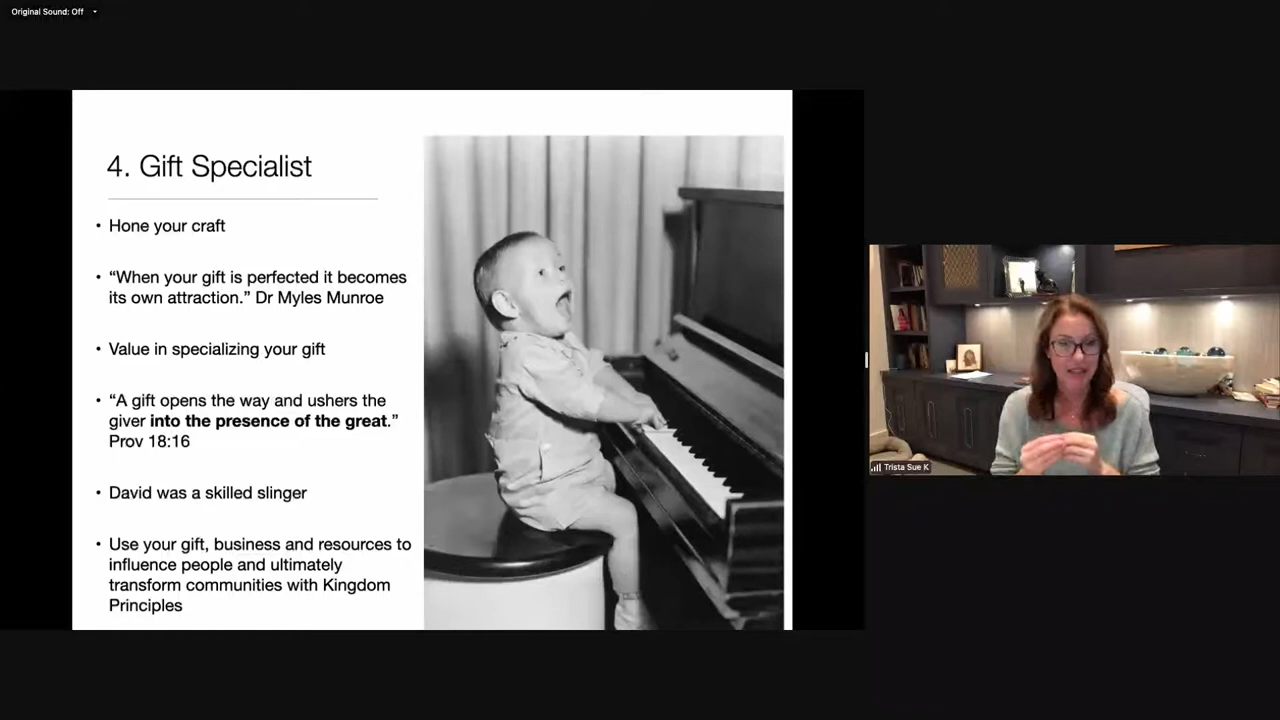 Original Sound: Off
4. Gift Specialist
• Hone your craft
• “When your gift is perfected it becomes
its own attraction.” Dr Myles Munroe
• Value in specializing your gift
• “A gift opens the way and ushers the
giver into the presence of the great.”
Prov 18:16
• David was a skilled slinger
• Use your gift, business and resources to
influence people and ultimately
transform communities with Kingdom
Principles
Trista Sue K